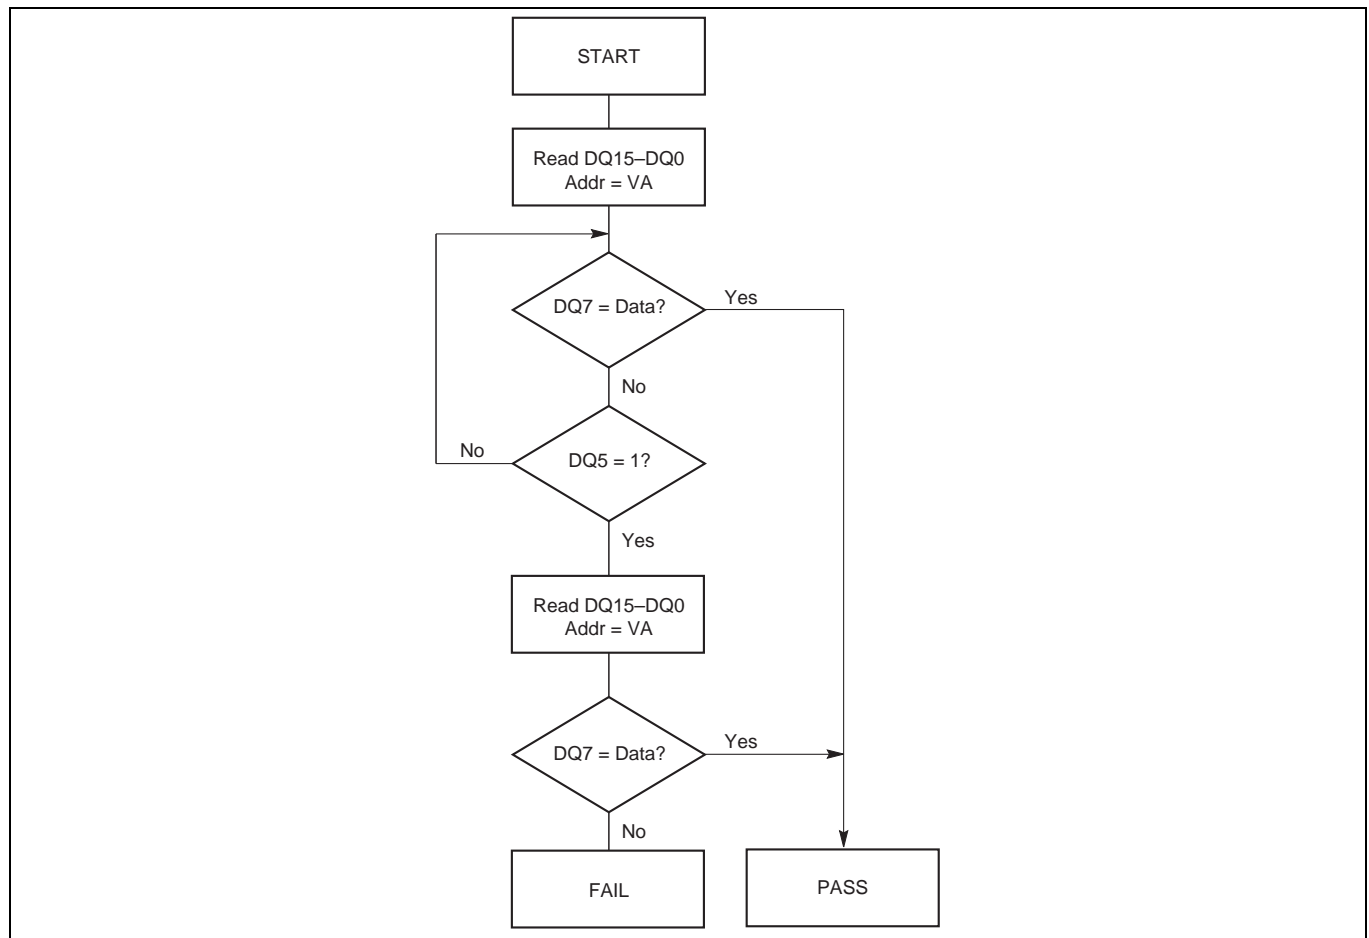 START
Read DQ15–DQ0
Addr = VA
DQ7 = Data?
Yes
No
No
DQ5 = 1?
Yes
Read DQ15–DQ0
Addr = VA
DQ7 = Data?
Yes
No
FAIL
PASS